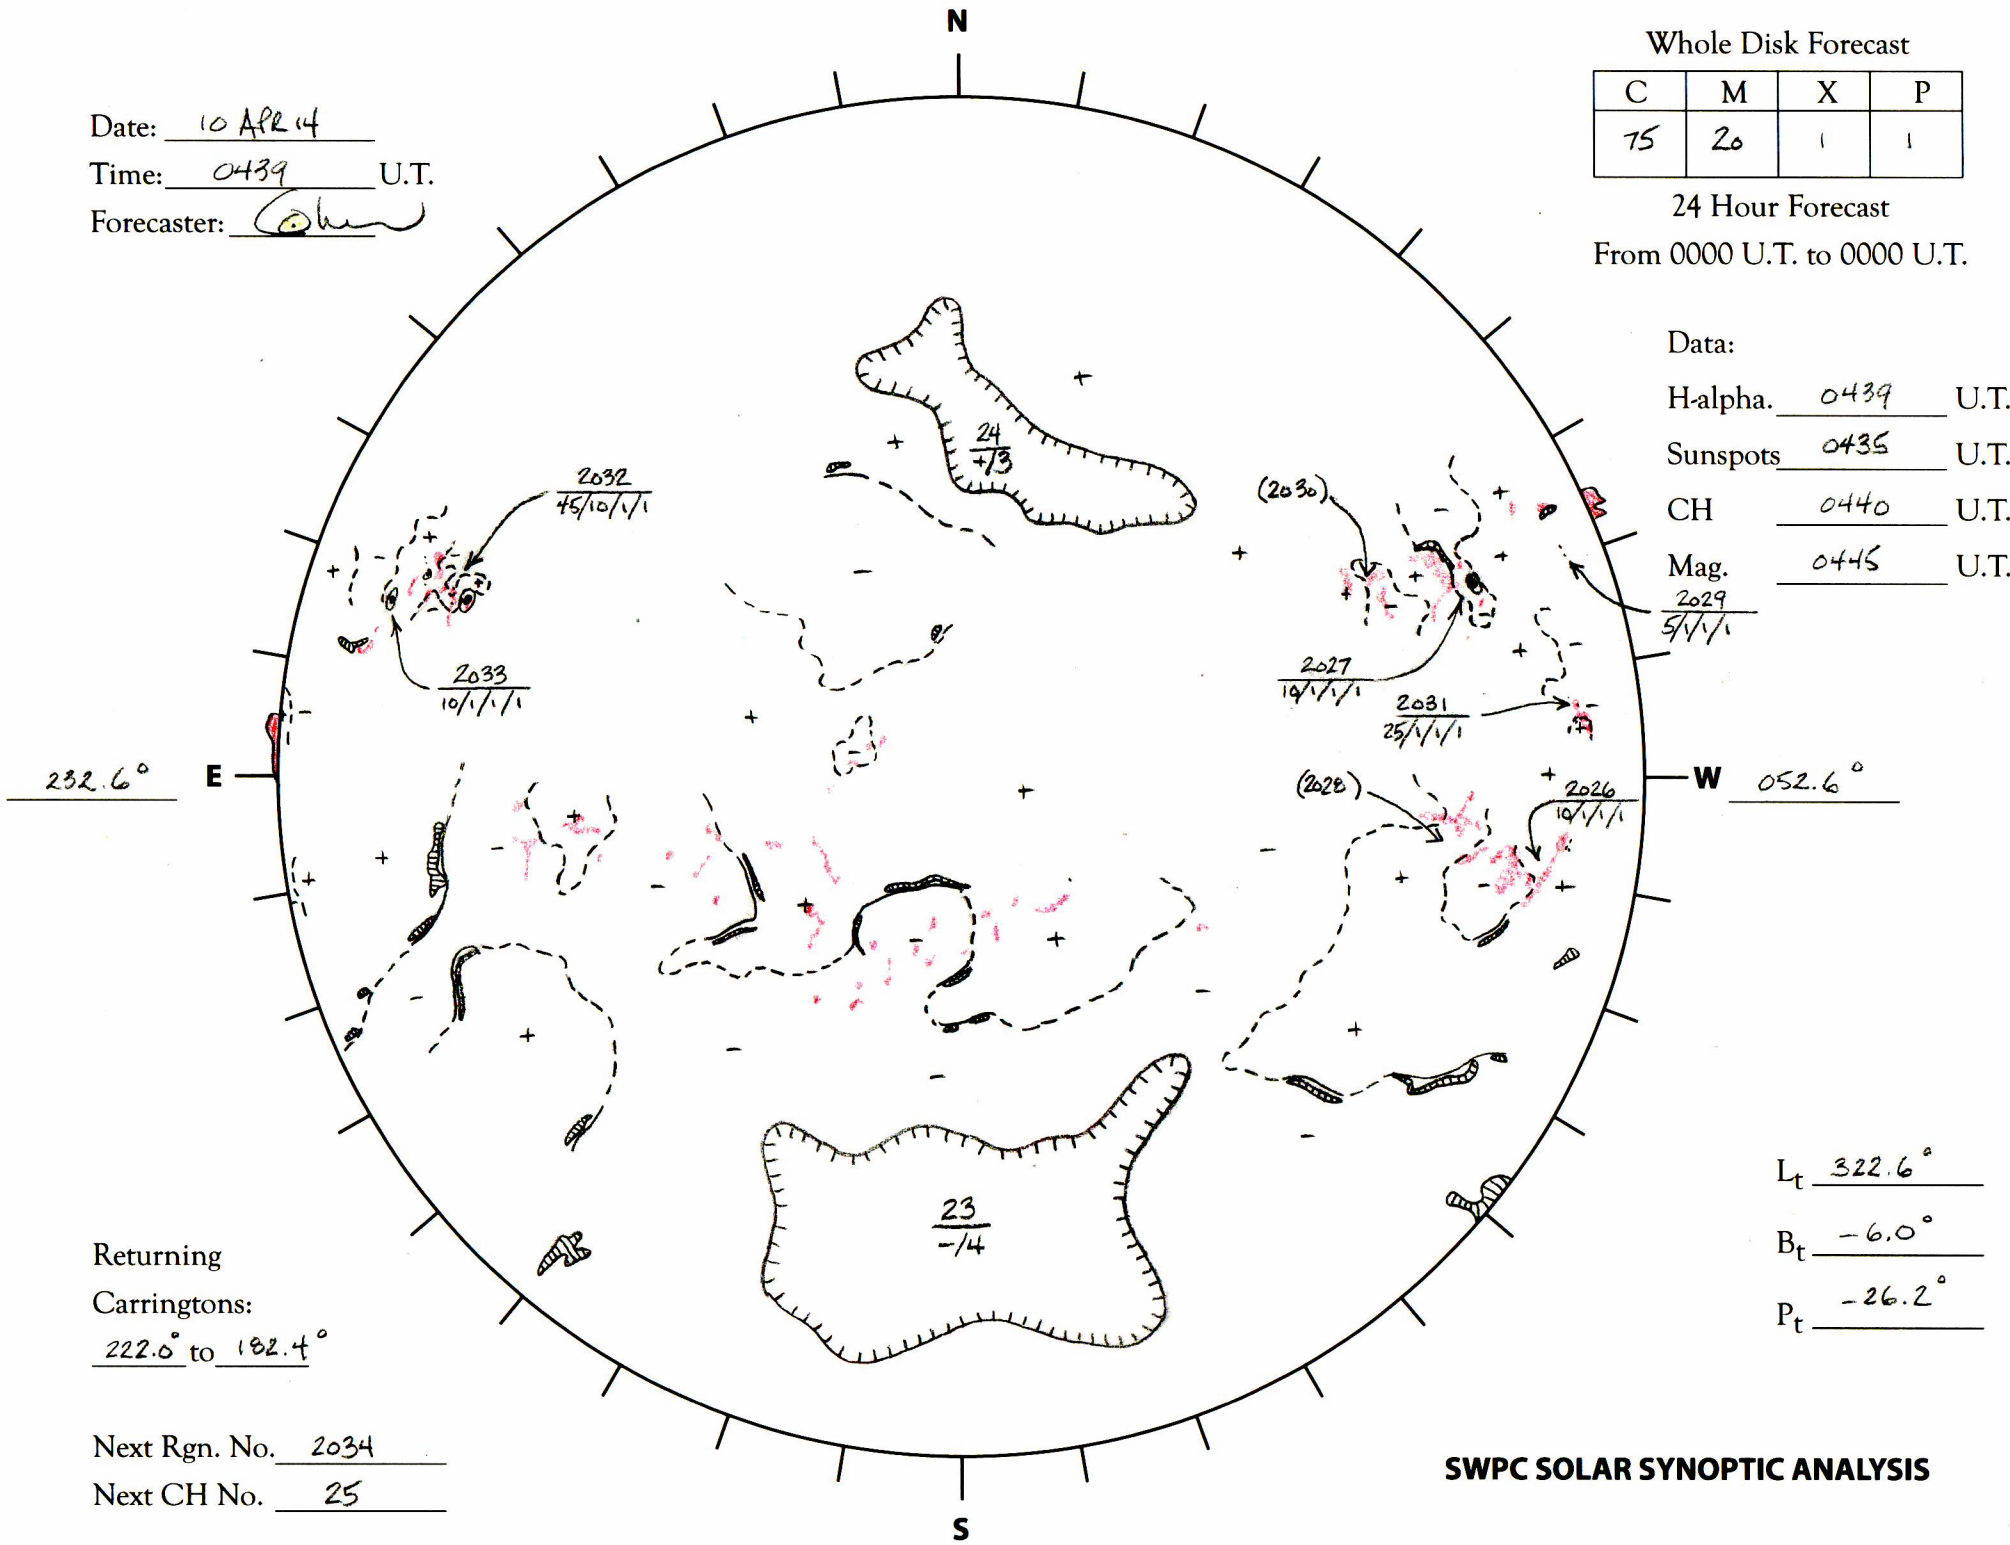 N
Whole Disk Forecast
C M X P
75 20 1 1
24 Hour Forecast
From 0000 U.T. to 0000 U.T.
Date: 10 APR 14
Time: 0439 U.T.
Forecaster:
Data:
H-alpha. 0439 U.T.
Sunspots 0435 U.T.
CH 0440 U.T.
Mag. 0445 U.T.
24
+/3
2032
45/10/1/1
(2030)
2029
5/1/1/1
2033
10/1/1/1
2027
10/1/1/1
2031
25/1/1/1
232.6° E
W 052.6°
(2028)
2026
10/1/1/1
23
-/4
Lt 322.6°
Bt -6.0°
Pt -26.2°
Returning
Carringtons:
222.0° to 182.4°
Next Rgn. No. 2034
Next CH No. 25
SWPC SOLAR SYNOPTIC ANALYSIS
S